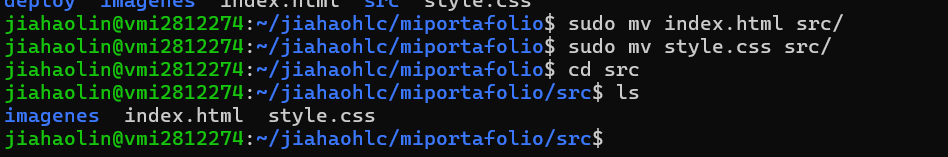 deploy  imagenes  index.html  src  style.css
jiahaolin@vmi2812274:~/jiahaohlc/miportafolio$ sudo mv index.html src/
jiahaolin@vmi2812274:~/jiahaohlc/miportafolio$ sudo mv style.css src/
jiahaolin@vmi2812274:~/jiahaohlc/miportafolio$ cd src
jiahaolin@vmi2812274:~/jiahaohlc/miportafolio/src$ ls
imagenes  index.html  style.css
jiahaolin@vmi2812274:~/jiahaohlc/miportafolio/src$